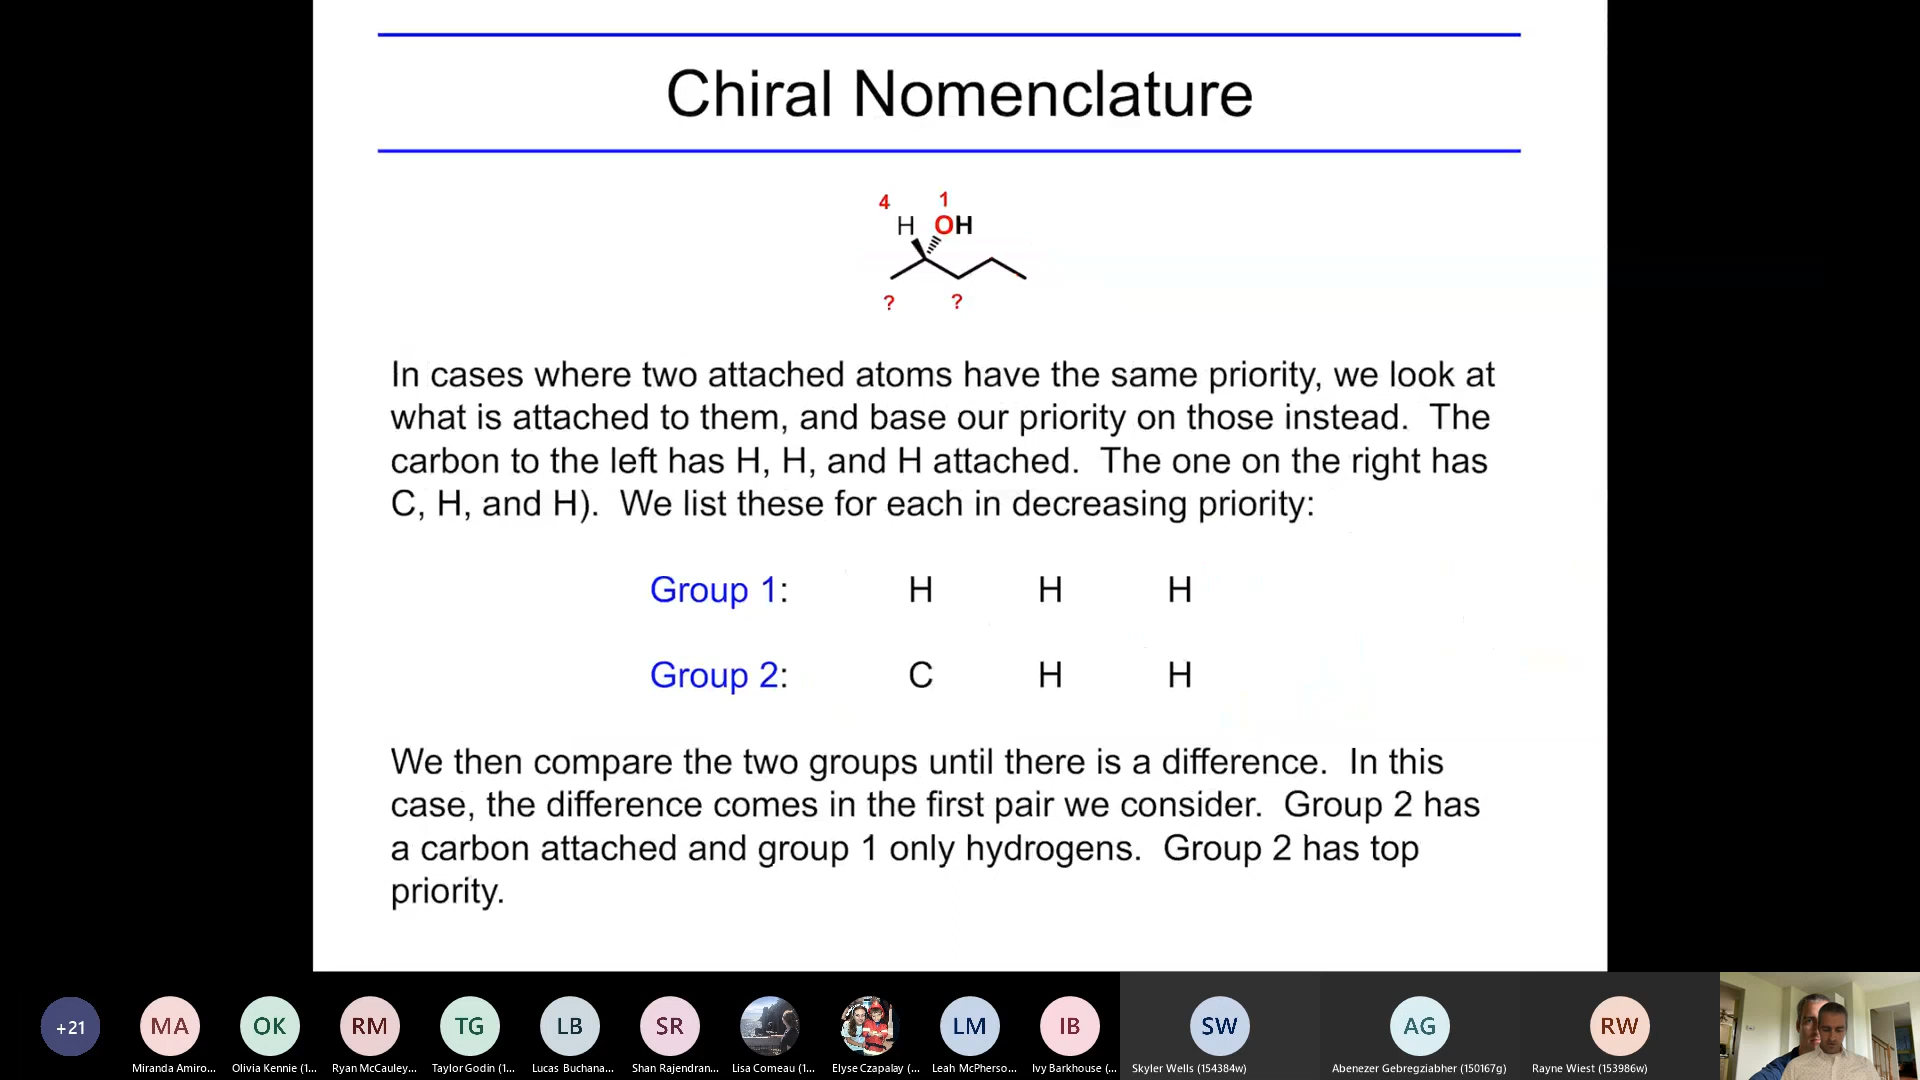 Chiral Nomenclature
4 1
H OH
? ?
In cases where two attached atoms have the same priority, we look at
what is attached to them, and base our priority on those instead. The
carbon to the left has H, H, and H attached. The one on the right has
C, H, and H). We list these for each in decreasing priority:
Group 1: H H H
Group 2: C H H
We then compare the two groups until there is a difference. In this
case, the difference comes in the first pair we consider. Group 2 has
a carbon attached and group 1 only hydrogens. Group 2 has top
priority.
+21 MA OK RM TG LB SR LM IB SW AG RW
Miranda Amiro... Olivia Kennie (1... Ryan McCauley... Taylor Godin (1... Lucas Buchana... Shan Rajendran... Lisa Comeau (1... Elyse Czapalay (... Leah McPherso... Ivy Barkhouse (... Skyler Wells (154384w) Abenezer Gebregziabher (150167g) Rayne Wiest (153986w)